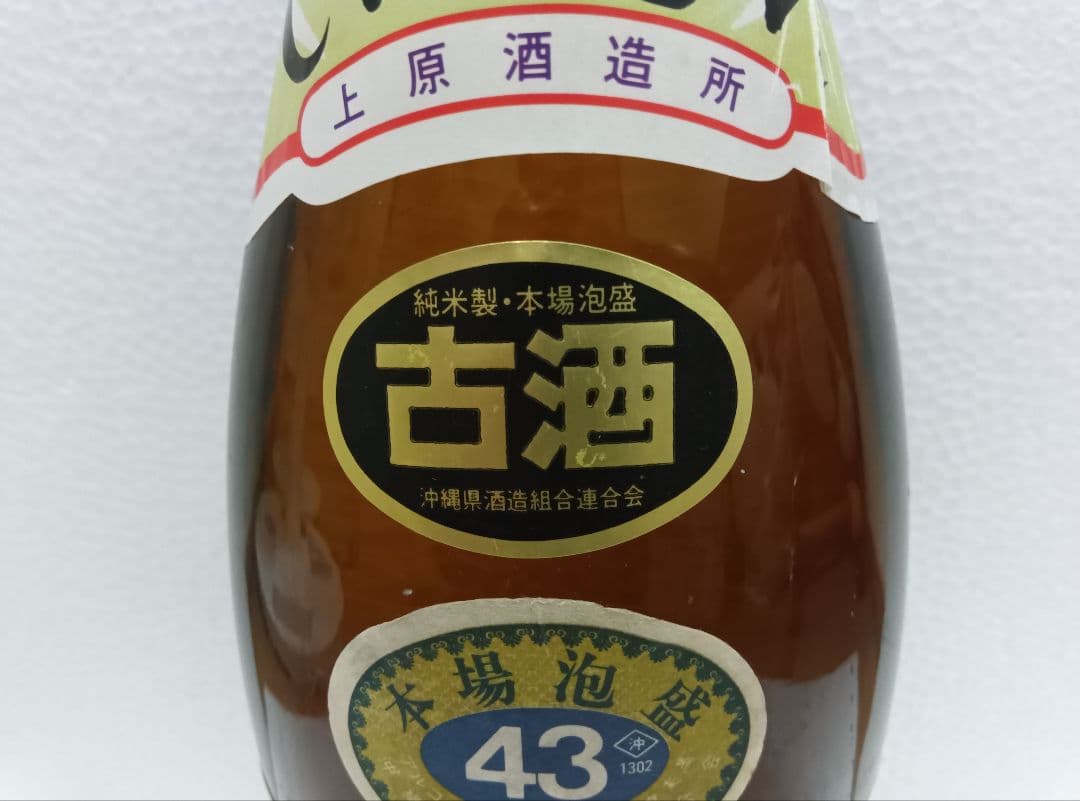 上原酒造所
純米製・本場泡盛
古酒
沖縄県酒造組合連合会
本場泡盛
43
沖
1302